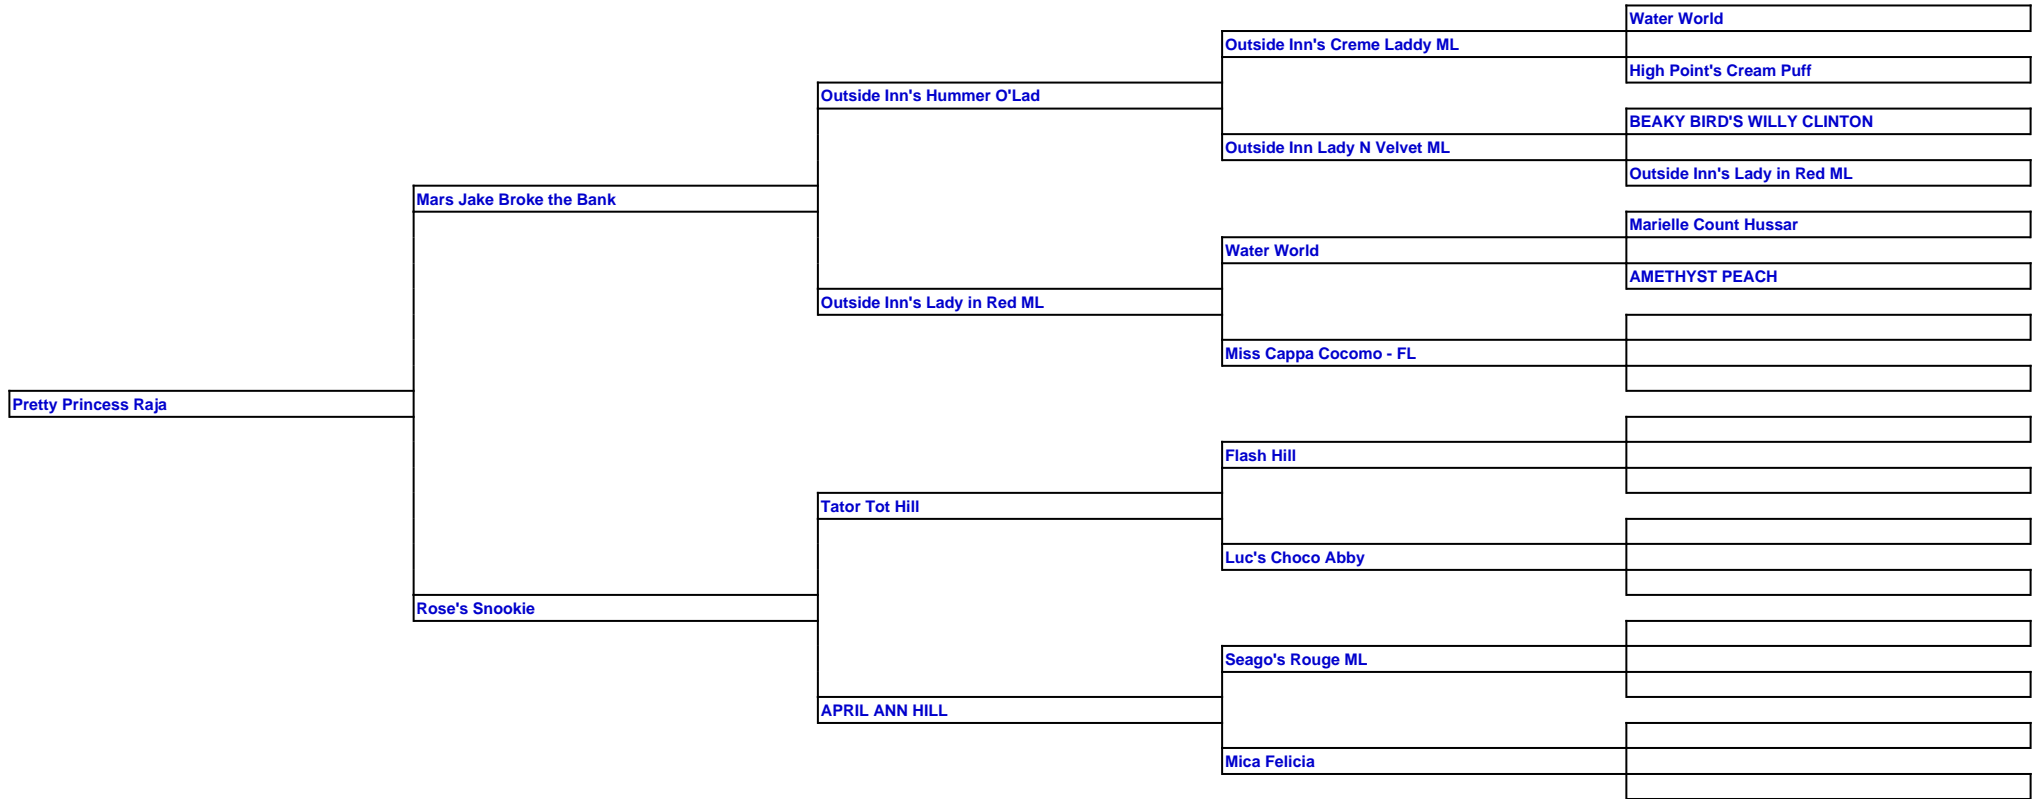 Water World
Outside Inn's Creme Laddy ML
High Point's Cream Puff
Outside Inn's Hummer O'Lad
BEAKY BIRD'S WILLY CLINTON
Outside Inn Lady N Velvet ML
Outside Inn's Lady in Red ML
Mars Jake Broke the Bank
Marielle Count Hussar
Water World
AMETHYST PEACH
Outside Inn's Lady in Red ML
Miss Cappa Cocomo - FL
Pretty Princess Raja
Flash Hill
Tator Tot Hill
Luc's Choco Abby
Rose's Snookie
Seago's Rouge ML
APRIL ANN HILL
Mica Felicia